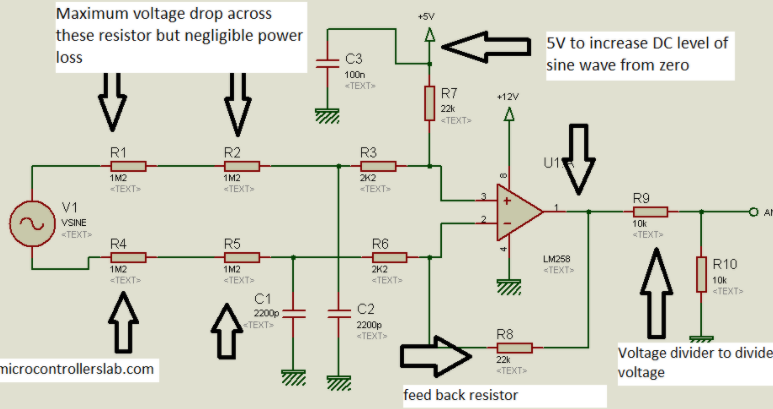 Maximum voltage drop across
these resistor but negligible power
loss
+5V
5V to increase DC level of
sine wave from zero
C3
100n
<TEXT>
R7
22k
<TEXT>
+12V
U1:A
R1
1M2
<TEXT>
R2
1M2
<TEXT>
R3
2K2
<TEXT>
8
3
2
1
4
LM258
<TEXT>
V1
VSINE
<TEXT>
R4
1M2
<TEXT>
R5
1M2
<TEXT>
R6
2K2
<TEXT>
R9
10k
<TEXT>
AN
R10
10k
<TEXT>
C1
2200p
<TEXT>
C2
2200p
<TEXT>
R8
22k
<TEXT>
microcontrollerslab.com
feed back resistor
Voltage divider to divide
voltage